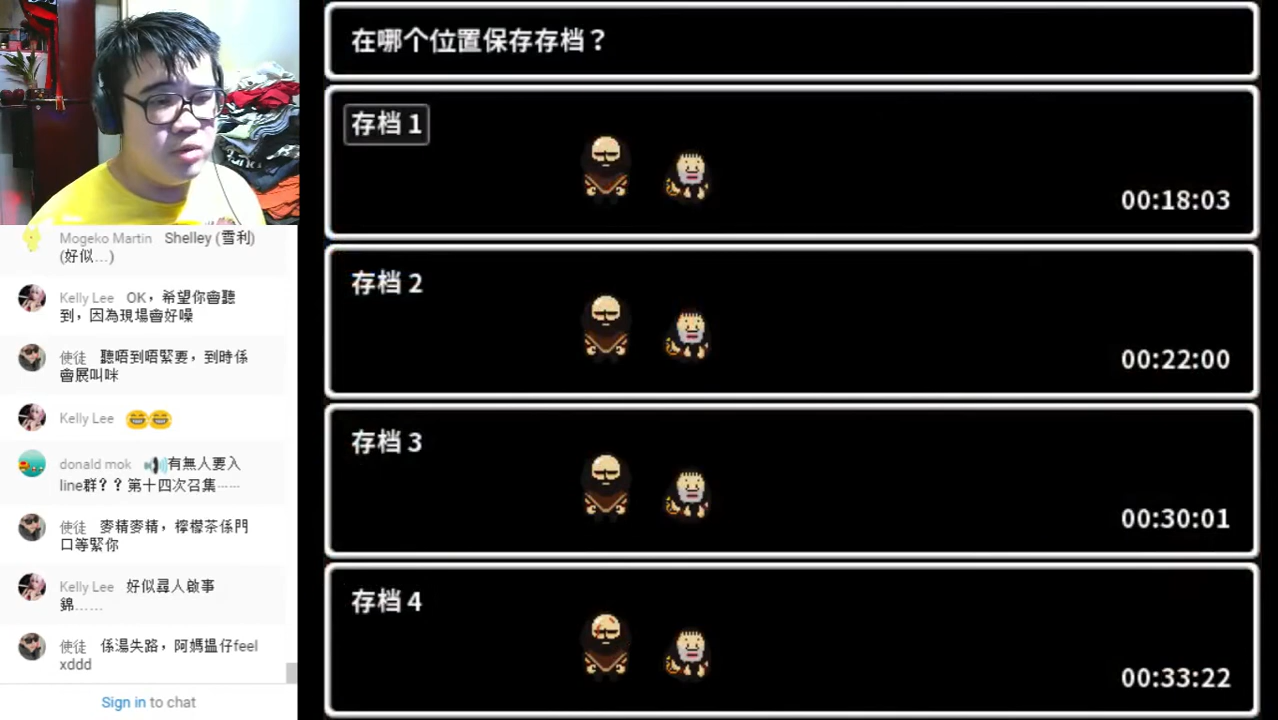 Mogeko Martin Shelley (雪利)
(好似...)
Kelly Lee OK，希望你會聽
到，因為現場會好噪
使徒 聽唔到唔緊要，到時係
會展叫咪
Kelly Lee
donald mok 有無人要入
line群？？第十四次召集……
使徒 麥精麥精，檸檬茶係門
口等緊你
Kelly Lee 好似尋人啟事
錦……
使徒 係湯失路，阿媽揾仔feel
xddd
Sign in to chat
在哪个位置保存存档？
存档 1
00:18:03
存档 2
00:22:00
存档 3
00:30:01
存档 4
00:33:22